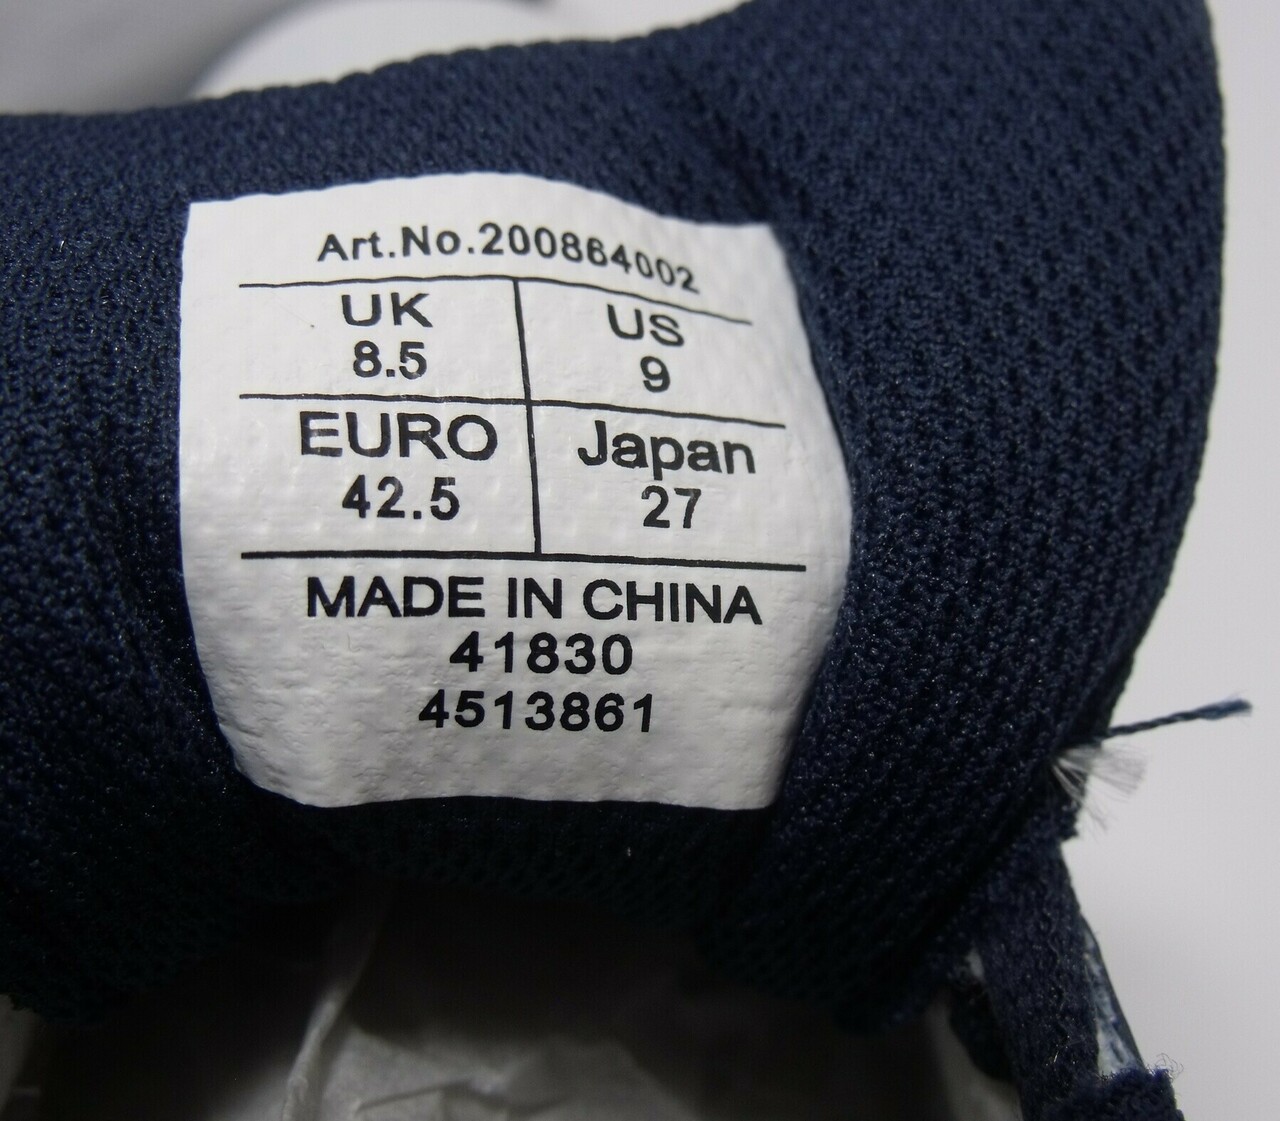 Art.No.200864002
UK US
8.5 9
EURO Japan
42.5 27
MADE IN CHINA
41830
4513861